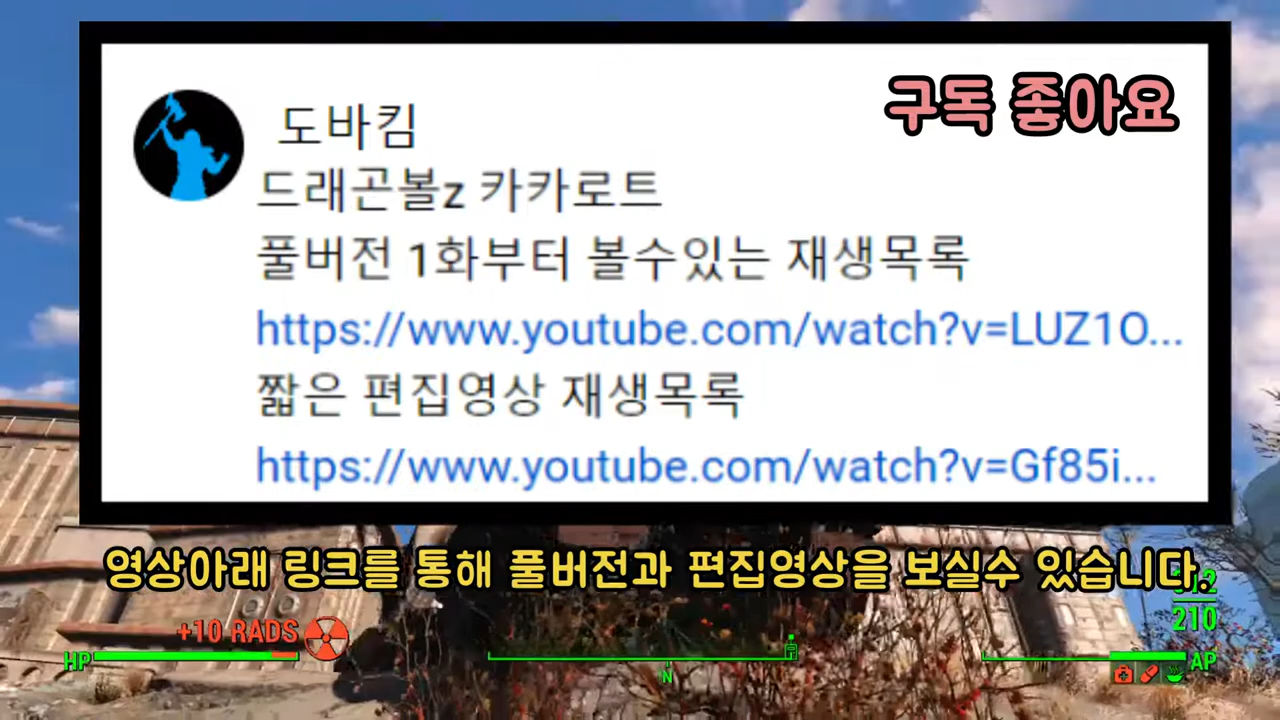 구독 좋아요
도바킴
드래곤볼z 카카로트
풀버전 1화부터 볼수있는 재생목록
https://www.youtube.com/watch?v=LUZ1O...
짧은 편집영상 재생목록
https://www.youtube.com/watch?v=Gf85i...
영상아래 링크를 통해 풀버전과 편집영상을 보실수 있습니다.
210
+10 RADS
HP
N
AP